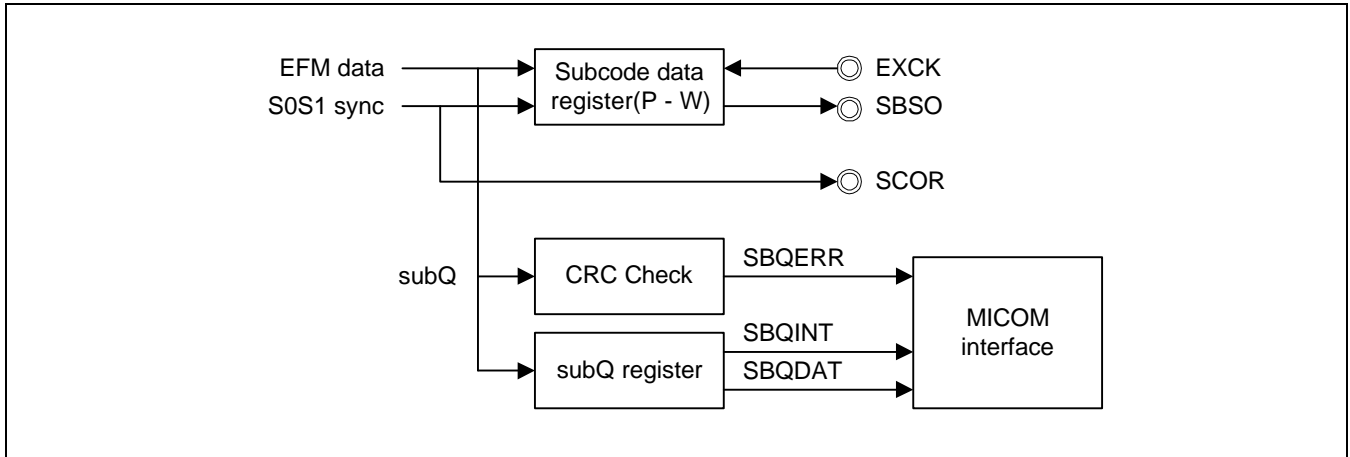 EFM data
S0S1 sync
Subcode data
register(P - W)
EXCK
SBSO
SCOR
subQ
CRC Check
SBQERR
subQ register
SBQINT
SBQDAT
MICOM
interface